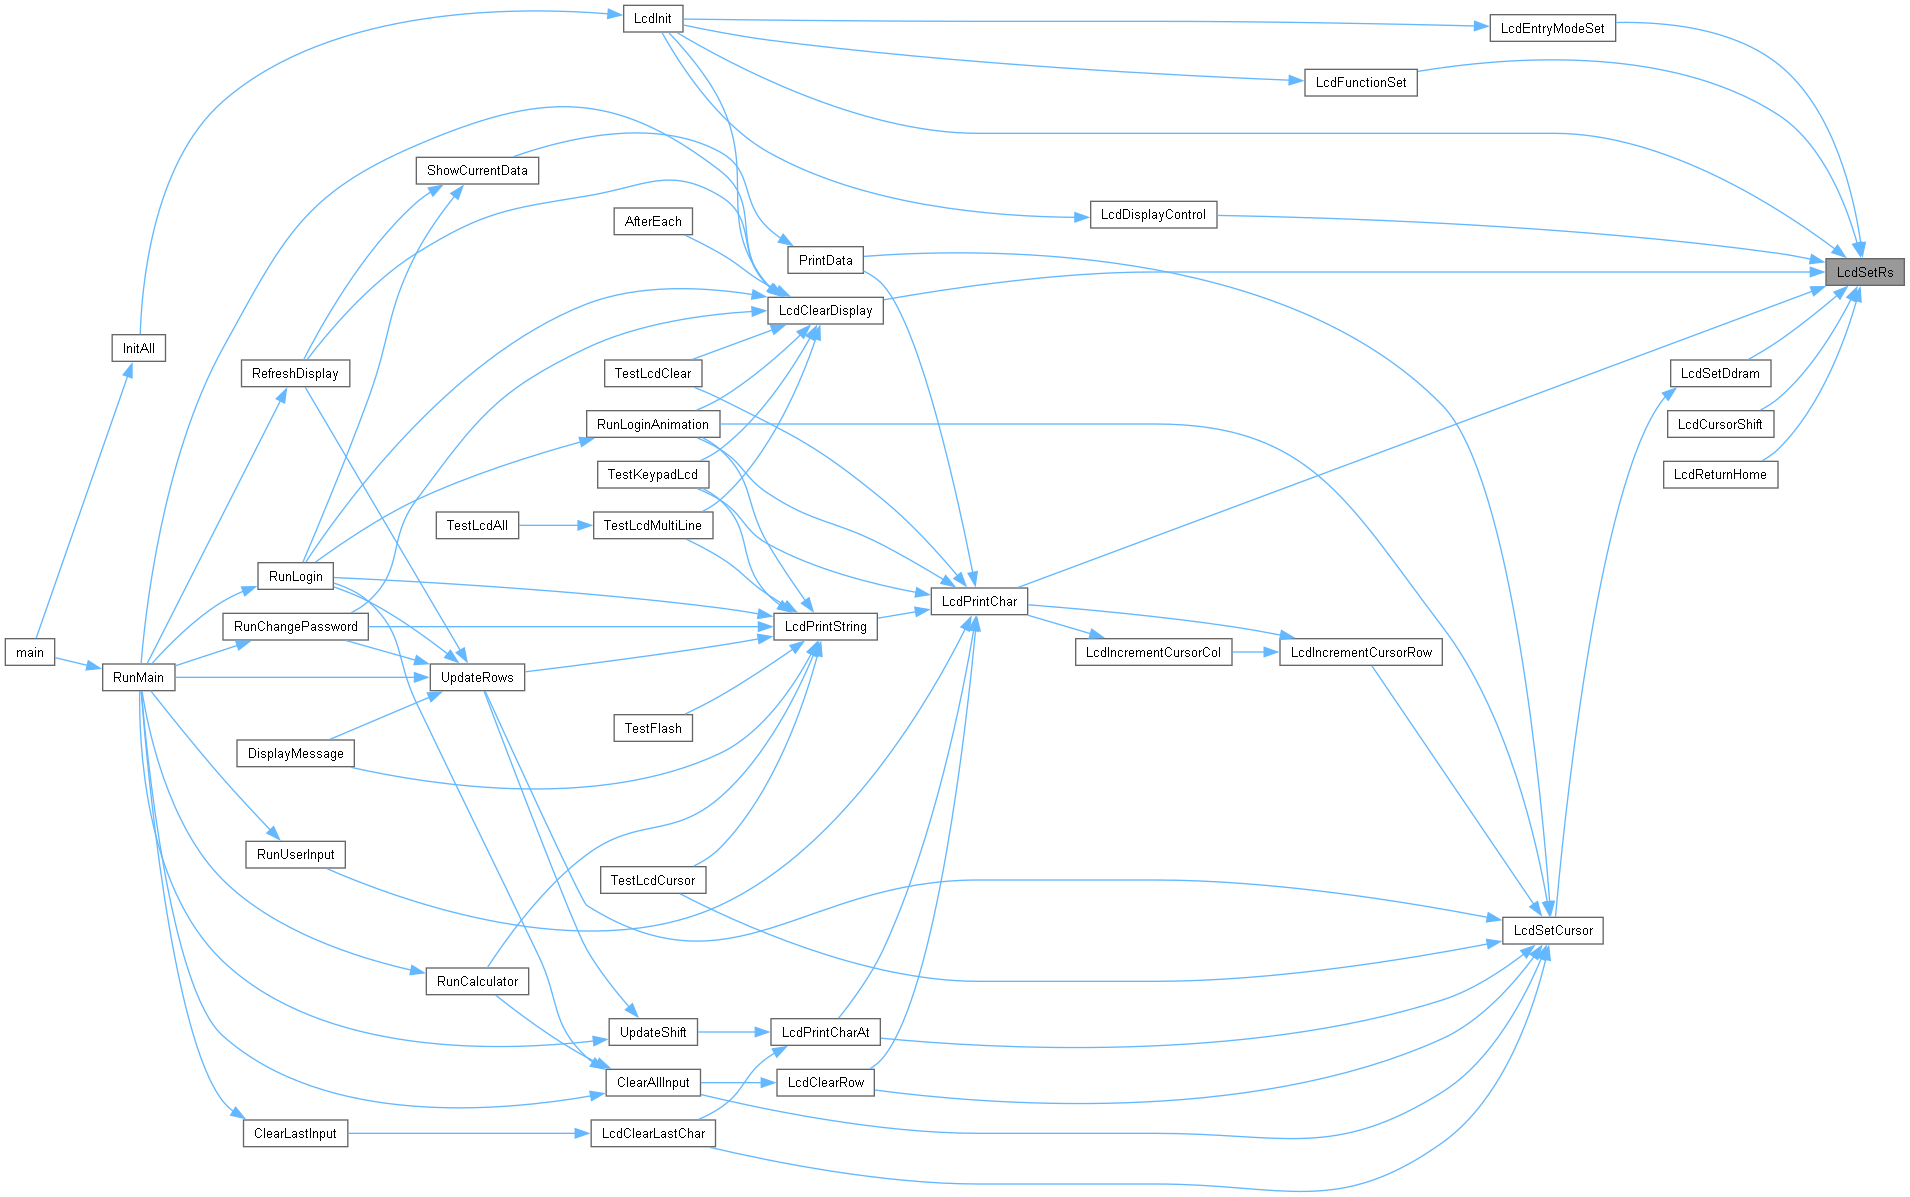 LcdInit
LcdEntryModeSet
LcdFunctionSet
ShowCurrentData
AfterEach
LcdDisplayControl
PrintData
LcdSetRs
LcdClearDisplay
InitAll
RefreshDisplay
TestLcdClear
LcdSetDdram
RunLoginAnimation
LcdCursorShift
TestKeypadLcd
LcdReturnHome
TestLcdAll
TestLcdMultiLine
RunLogin
LcdPrintChar
RunChangePassword
LcdPrintString
main
LcdIncrementCursorCol
LcdIncrementCursorRow
RunMain
UpdateRows
TestFlash
DisplayMessage
RunUserInput
TestLcdCursor
LcdSetCursor
RunCalculator
UpdateShift
LcdPrintCharAt
ClearAllInput
LcdClearRow
ClearLastInput
LcdClearLastChar